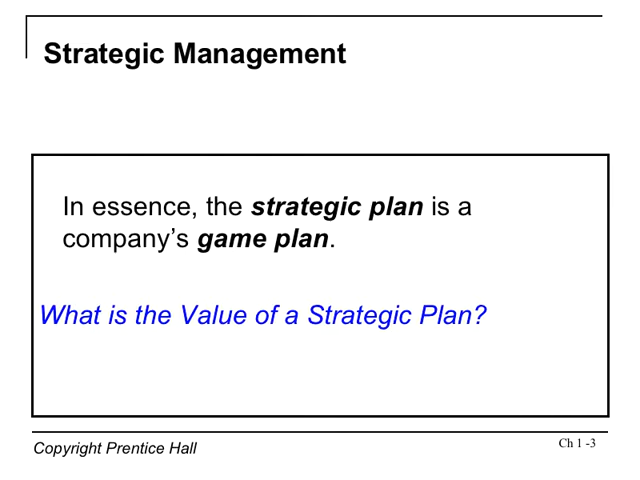 Strategic Management
In essence, the strategic plan is a
company’s game plan.
What is the Value of a Strategic Plan?
Copyright Prentice Hall
Ch 1 -3